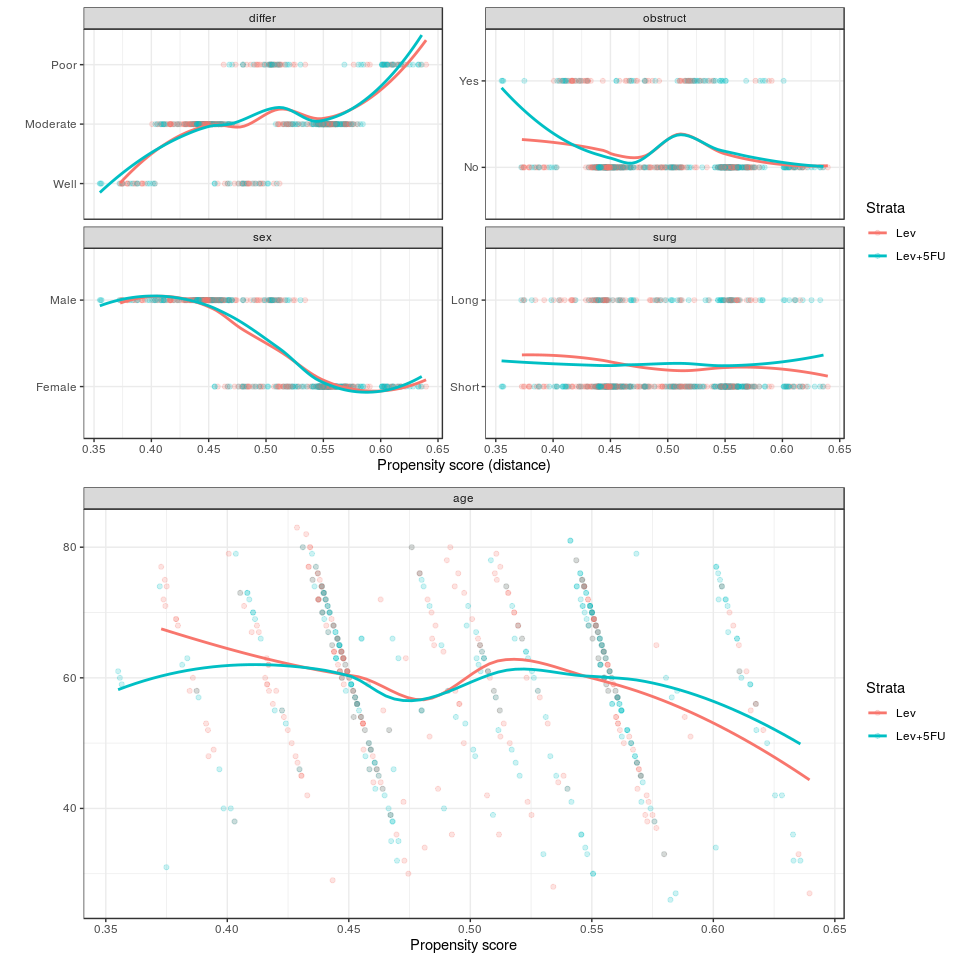 differ
obstruct
Poor
Moderate
Well
Yes
No
sex
surg
Male
Female
Long
Short
0.35 0.40 0.45 0.50 0.55 0.60 0.65
0.35 0.40 0.45 0.50 0.55 0.60 0.65
Propensity score (distance)
Strata
Lev
Lev+5FU
age
80
60
40
0.35 0.40 0.45 0.50 0.55 0.60 0.65
Propensity score
Strata
Lev
Lev+5FU